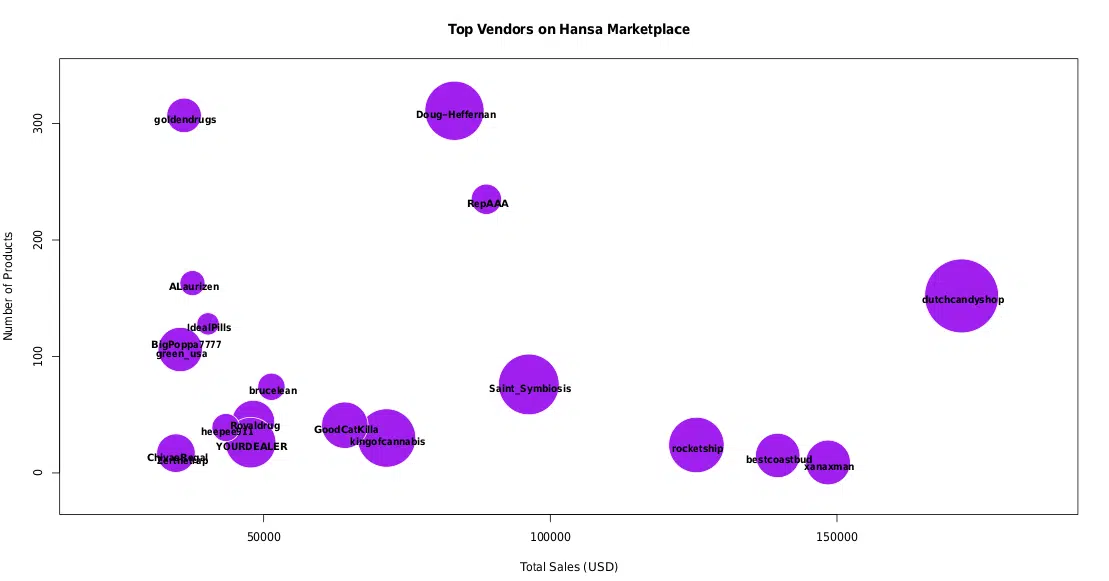 Top Vendors on Hansa Marketplace
Number of Products
300
200
100
0
goldendrugs
Doug-Heffernan
RepAAA
ALaurizen
dutchcandyshop
IdealPills
BigPoppa7777
green_usa
brucelean
Saint_Symbiosis
Royaldrug
heepee911
GoodCatKilla
kingofcannabis
YOURDEALER
rocketship
bestcoastbud
xanaxman
50000
100000
150000
Total Sales (USD)